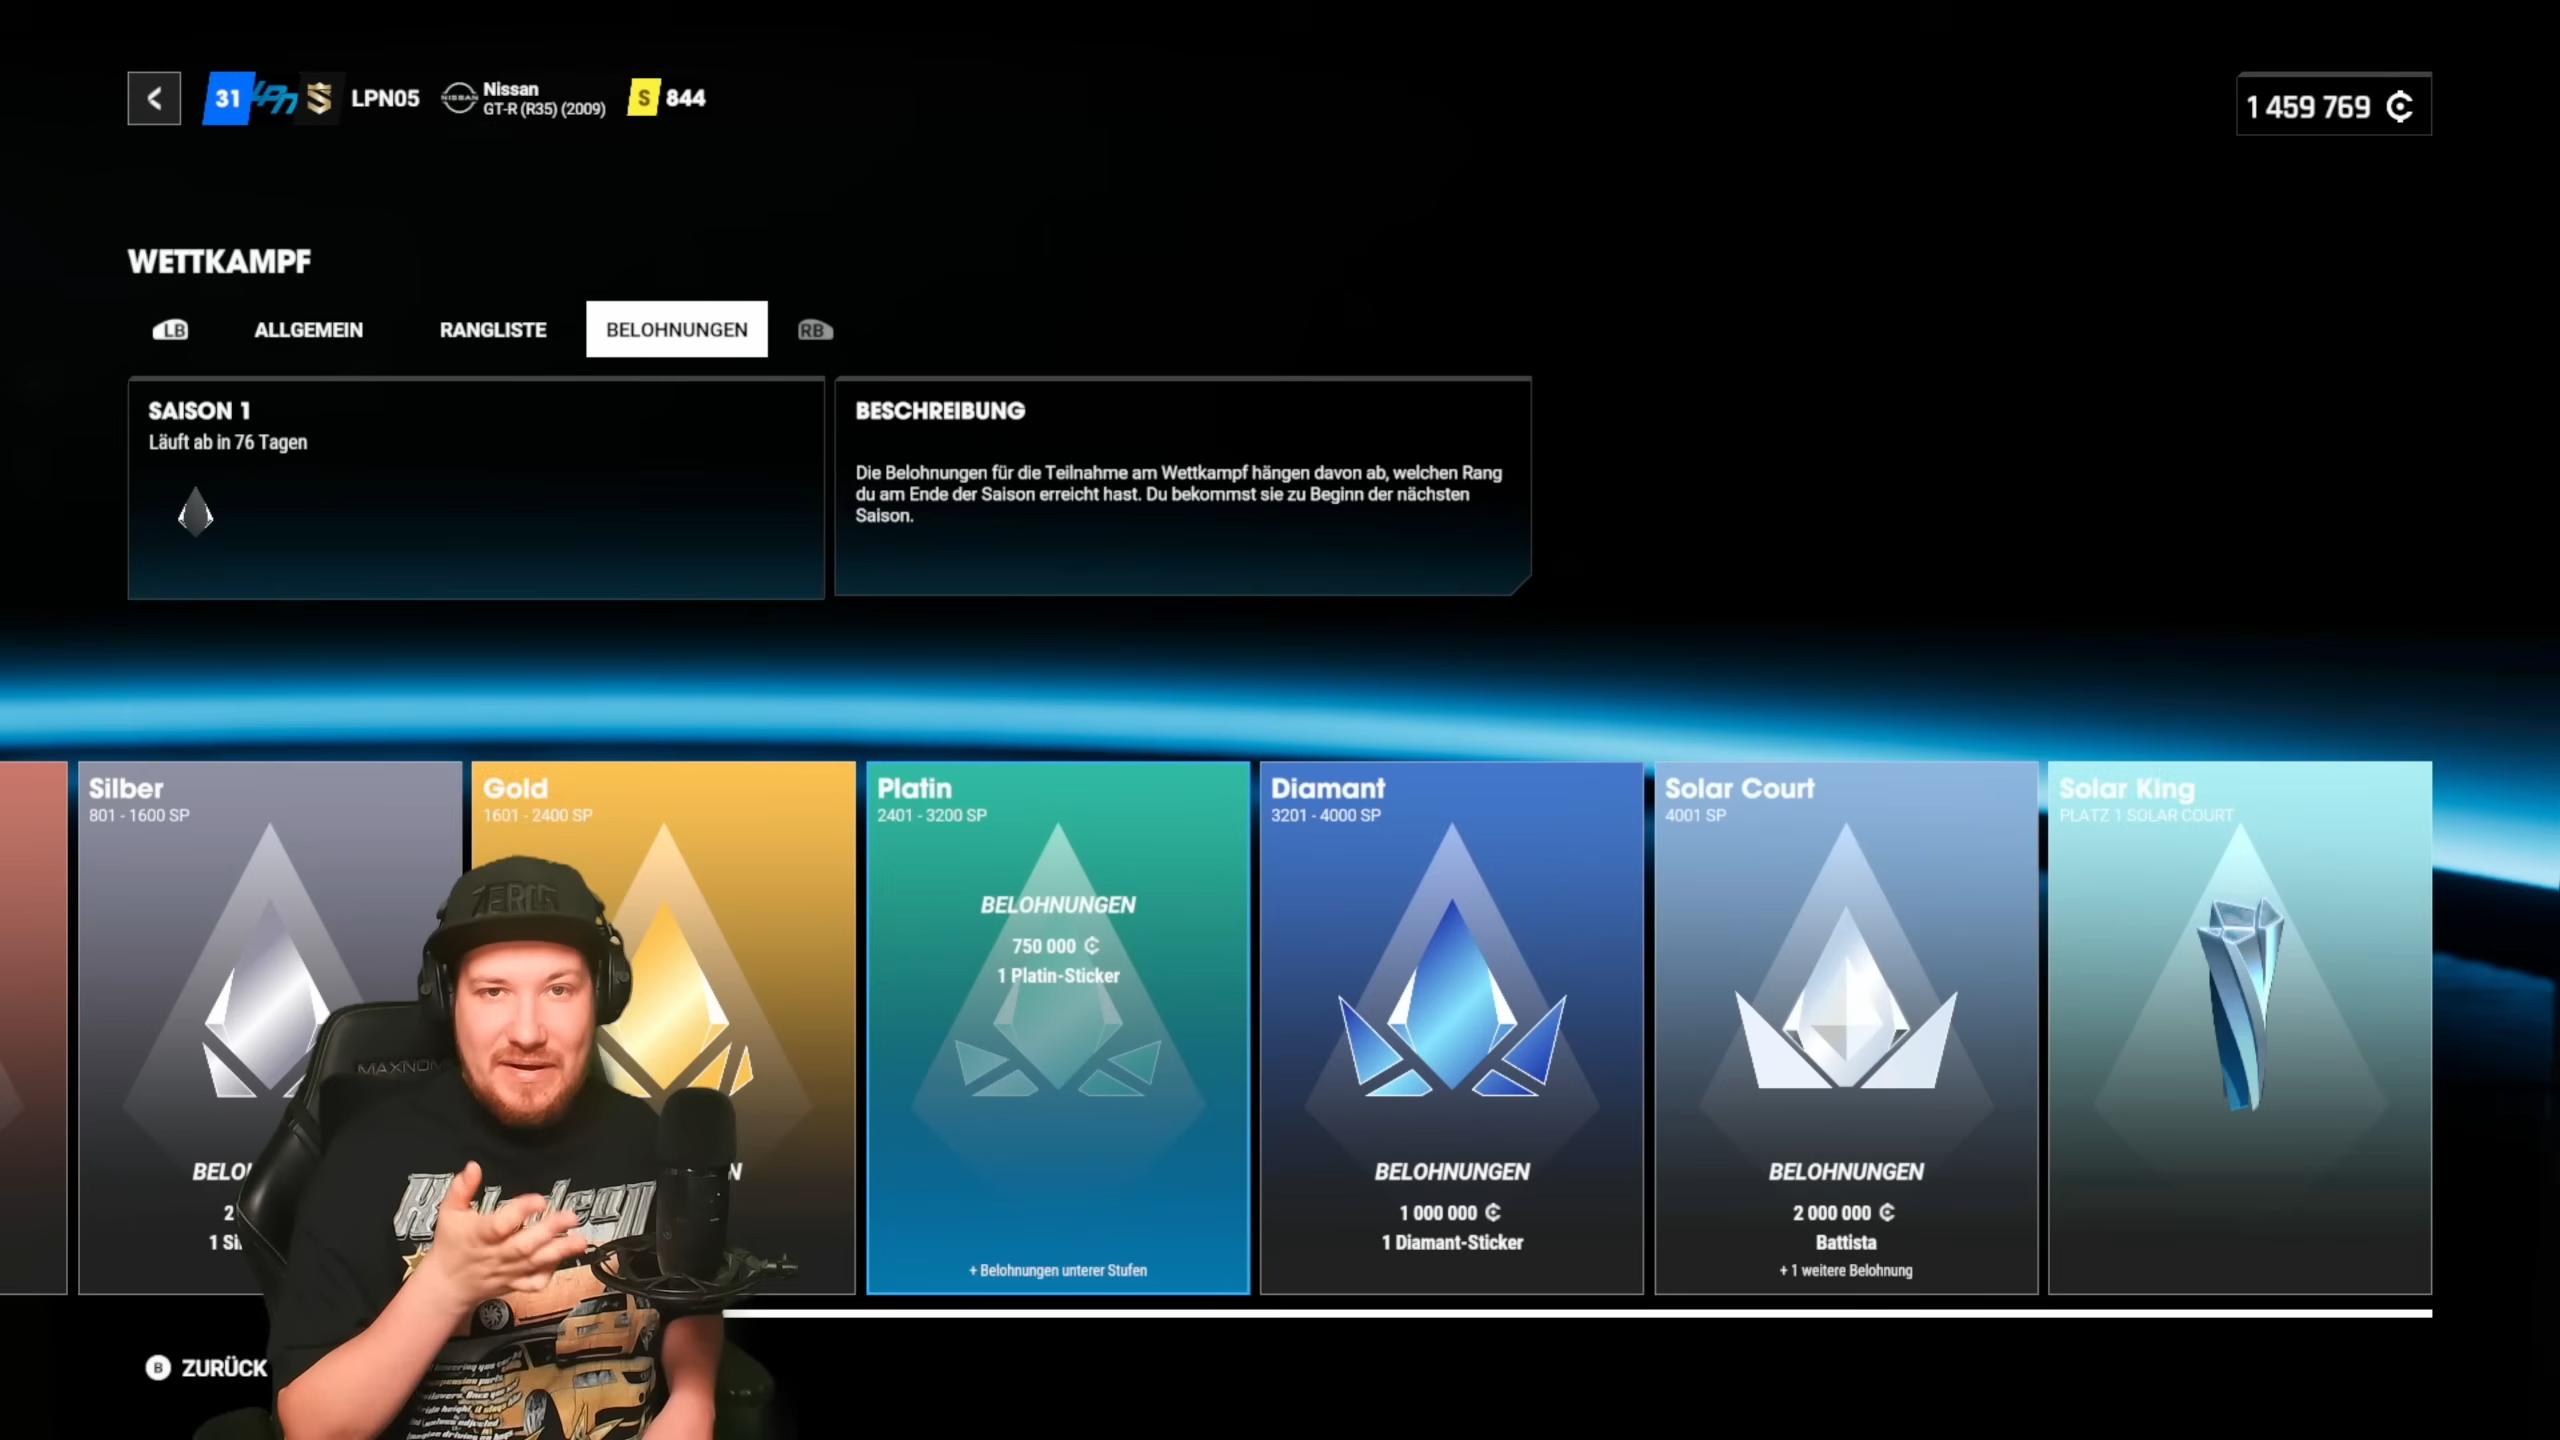 31 LPN05 NISSAN Nissan S 844
GT-R (R35) (2009)
1 459 769
WETTKAMPF
LB ALLGEMEIN RANGLISTE BELOHNUNGEN RB
SAISON 1
Läuft ab in 76 Tagen
BESCHREIBUNG
Die Belohnungen für die Teilnahme am Wettkampf hängen davon ab, welchen Rang
du am Ende der Saison erreicht hast. Du bekommst sie zu Beginn der nächsten
Saison.
Silber
801 - 1600 SP
2
Gold
1601 - 2400 SP
Platin
2401 - 3200 SP
BELOHNUNGEN
750 000
1 Platin-Sticker
+ Belohnungen unterer Stufen
Diamant
3201 - 4000 SP
BELOHNUNGEN
1 000 000
1 Diamant-Sticker
Solar Court
4001 SP
BELOHNUNGEN
2 000 000
Battista
+ 1 weitere Belohnung
Solar King
PLATZ 1 SOLAR COURT
B ZURÜCK